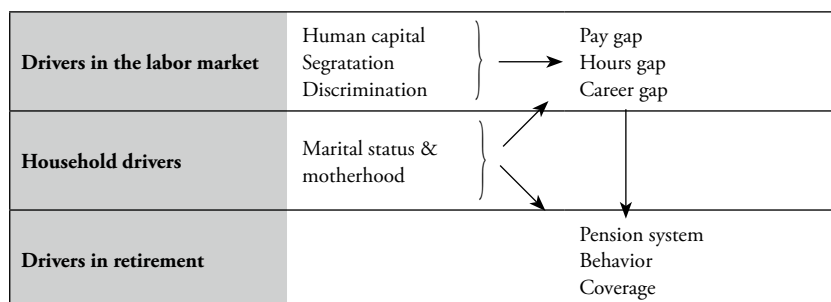 Drivers in the labor market
Human capital
Segratation
Discrimination
Pay gap
Hours gap
Career gap
Household drivers
Marital status &
motherhood
Drivers in retirement
Pension system
Behavior
Coverage